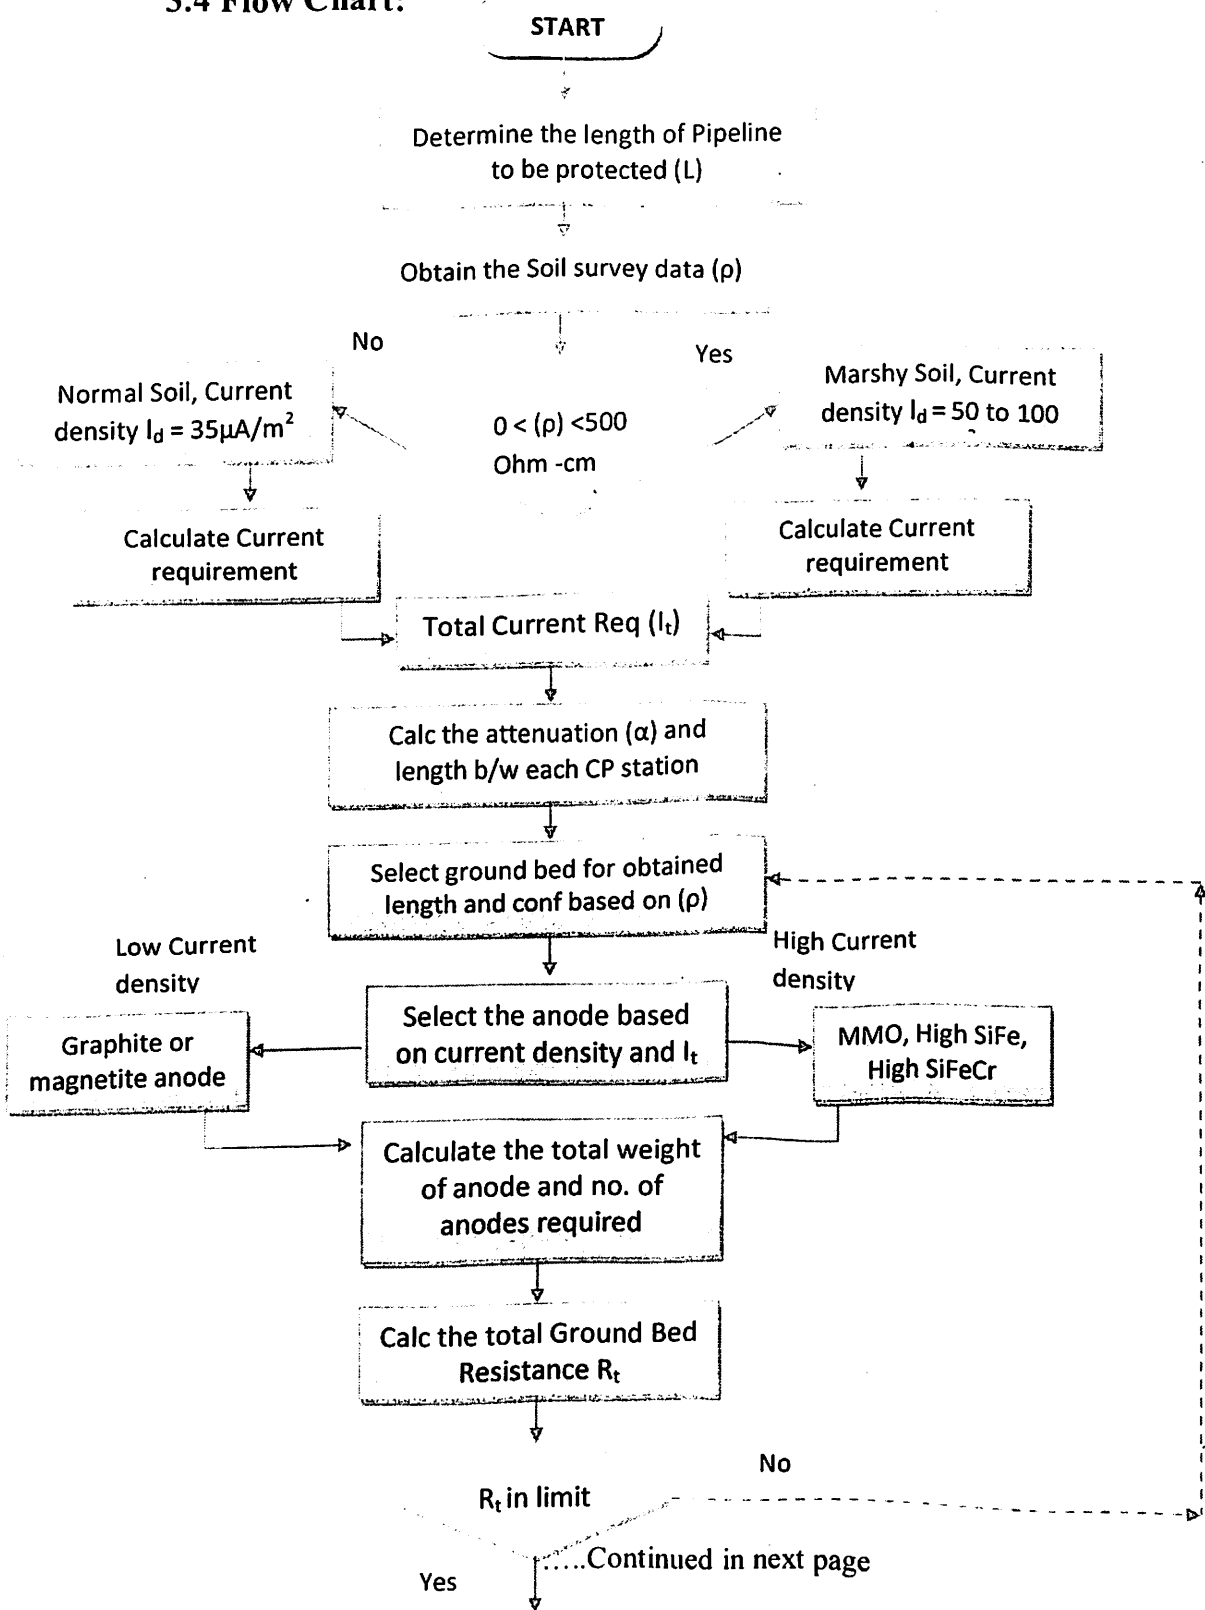 3.4 Flow Chart:
START
Determine the length of Pipeline
to be protected (L)
Obtain the Soil survey data (ρ)
No
Yes
Normal Soil, Current
density I_d = 35μA/m²
0 < (ρ) <500
Ohm -cm
Marshy Soil, Current
density I_d = 50 to 100
Calculate Current
requirement
Calculate Current
requirement
Total Current Req (I_t)
Calc the attenuation (α) and
length b/w each CP station
Select ground bed for obtained
length and conf based on (ρ)
Low Current
density
High Current
density
Select the anode based
on current density and I_t
Graphite or
magnetite anode
MMO, High SiFe,
High SiFeCr
Calculate the total weight
of anode and no. of
anodes required
Calc the total Ground Bed
Resistance R_t
No
R_t in limit
.....Continued in next page
Yes